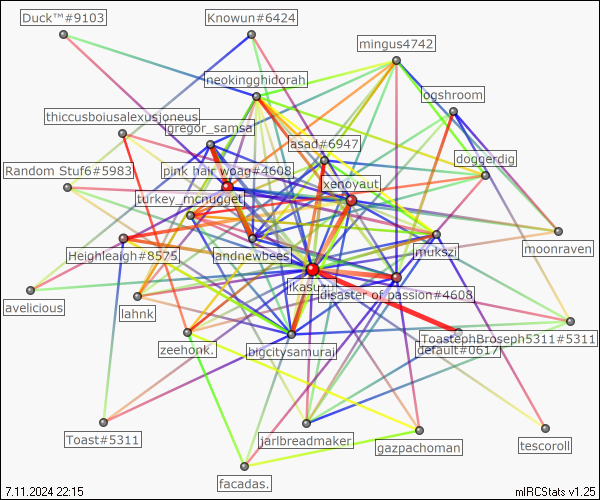 Duck™#9103
Knowun#6424
mingus4742
neokingghidorah
ogshroom
thiccusboiusalexusjoneus
gregor_samsa
asad#6947
doggerdig
Random Stuf6#5983
pink hair woag#4608
xenoyaut
turkey_mcnugget
Heighleaigh#8575
landnewbees
mukszi
moonraven
avelicious
lahnk
disaster of passion#4608
zeehonk.
bigcitysamurai
ToastephBroseph5311#5311
default#0617
Toast#5311
jarlbreadmaker
gazpachoman
tescoroll
facadas.
7.11.2024 22:15
mIRCStats v1.25